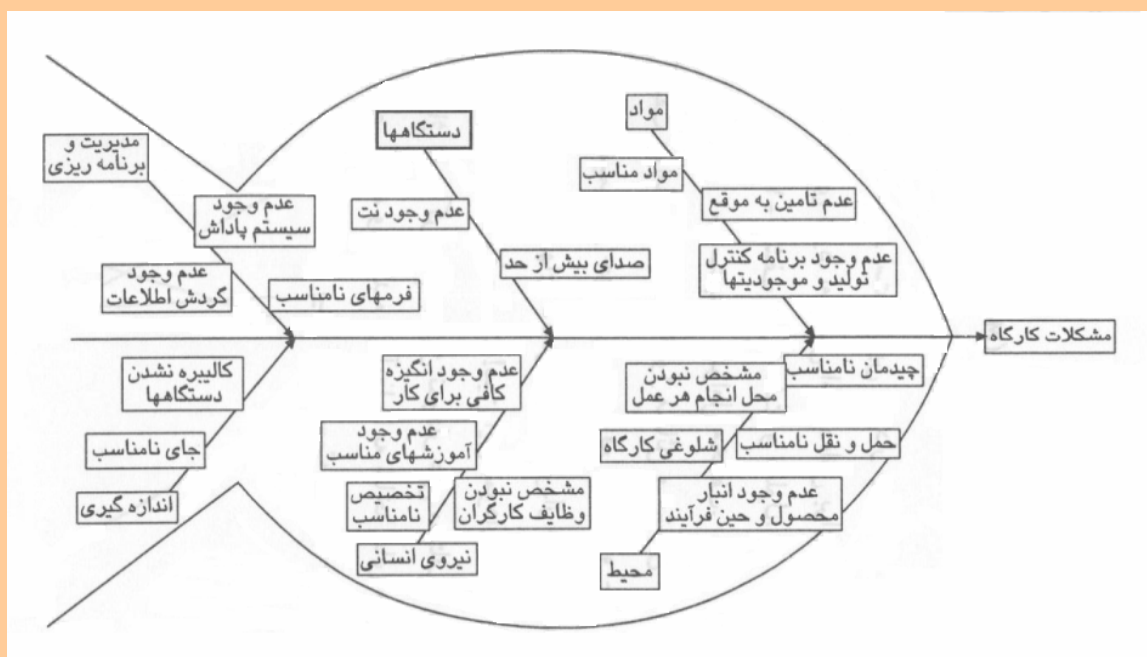 مواد
دستگاهها
مدیریت و
برنامه ریزی
مواد مناسب
عدم تامین به موقع
عدم وجود نت
عدم وجود
سیستم پاداش
عدم وجود برنامه کنترل
تولید و موجودیتها
صدای بیش از حد
عدم وجود
گردش اطلاعات
فرمهای نامناسب
مشکلات کارگاه
چیدمان نامناسب
مشخص نبودن
محل انجام هر عمل
عدم وجود انگیزه
کافی برای کار
کالیبره نشدن
دستگاهها
حمل و نقل نامناسب
شلوغی کارگاه
عدم وجود
آموزشهای مناسب
جای نامناسب
عدم وجود انبار
محصول و حین فرآیند
مشخص نبودن
وظایف کارگران
تخصیص
نامناسب
اندازه گیری
محیط
نیروی انسانی